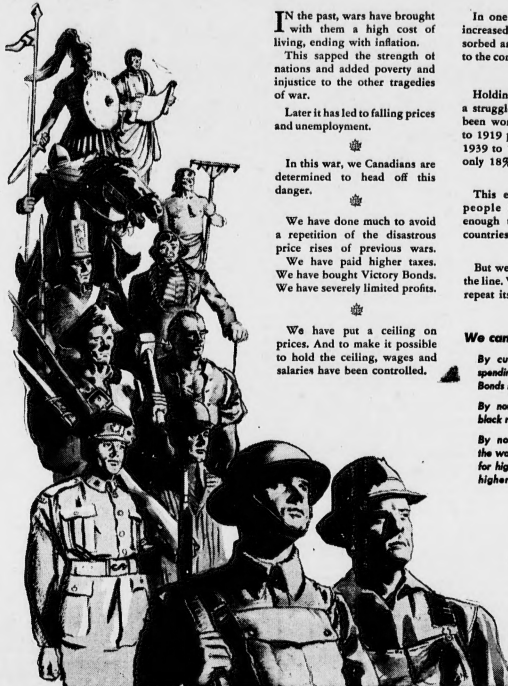 IN the past, wars have brought
with them a high cost of
living, ending with inflation.
This sapped the strength of
nations and added poverty and
injustice to the other tragedies
of war.
Later it has led to falling prices
and unemployment.
In this war, we Canadians are
determined to head off this
danger.
We have done much to avoid
a repetition of the disastrous
price rises of previous wars.
We have paid higher taxes.
We have bought Victory Bonds.
We have severely limited profits.
We have put a ceiling on
prices. And to make it possible
to hold the ceiling, wages and
salaries have been controlled.
In one
increased
sorbed an
to the con
Holdin
a struggle
been wor
to 1919 p
1939 to
only 18%
This e
people
enough
countries
But we
the line. W
repeat its
We can
By cu
spendin
Bonds
By no
black m
By no
the wa
for hig
higher